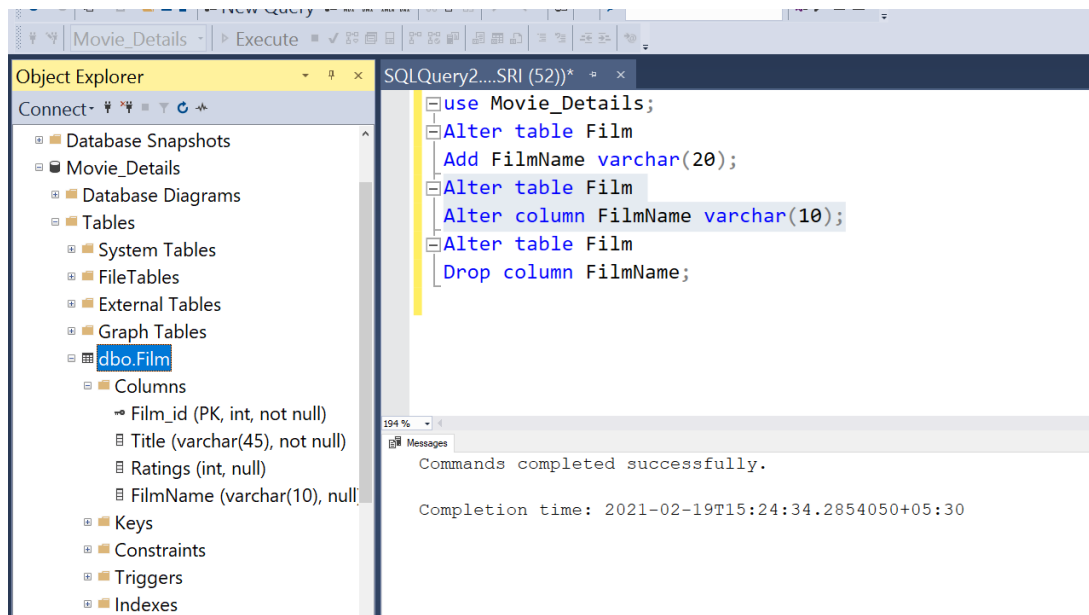 New Query
Movie_Details Execute
Object Explorer
Connect
Database Snapshots
Movie_Details
Database Diagrams
Tables
System Tables
FileTables
External Tables
Graph Tables
dbo.Film
Columns
Film_id (PK, int, not null)
Title (varchar(45), not null)
Ratings (int, null)
FilmName (varchar(10), null)
Keys
Constraints
Triggers
Indexes
SQLQuery2....SRI (52))*
use Movie_Details;
Alter table Film
Add FilmName varchar(20);
Alter table Film
Alter column FilmName varchar(10);
Alter table Film
Drop column FilmName;
194 %
Messages
Commands completed successfully.
Completion time: 2021-02-19T15:24:34.2854050+05:30